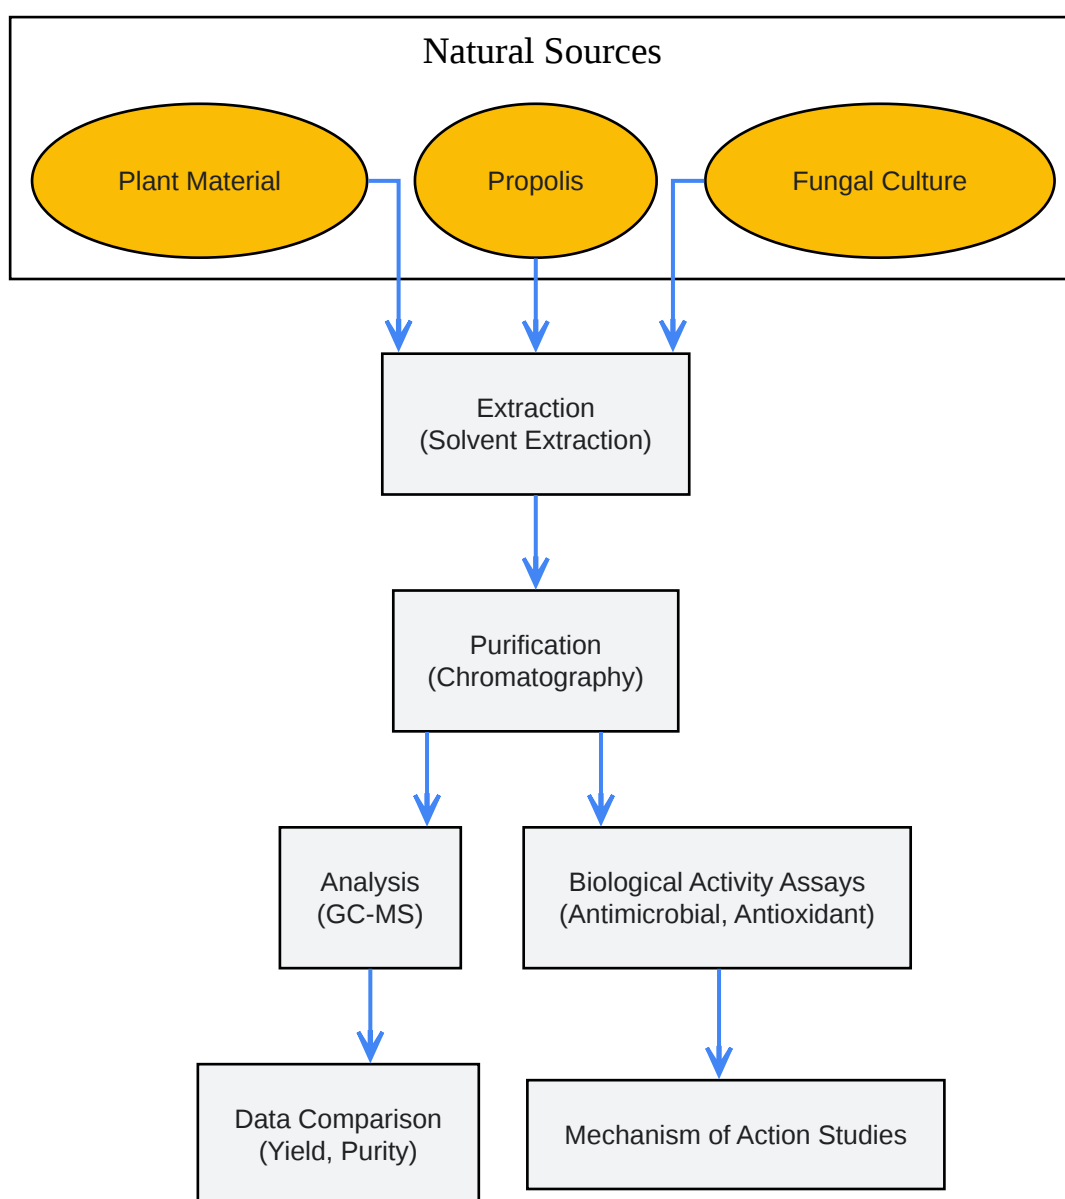 Natural Sources
Plant Material
Propolis
Fungal Culture
Extraction
(Solvent Extraction)
Purification
(Chromatography)
Analysis
(GC-MS)
Biological Activity Assays
(Antimicrobial, Antioxidant)
Data Comparison
(Yield, Purity)
Mechanism of Action Studies